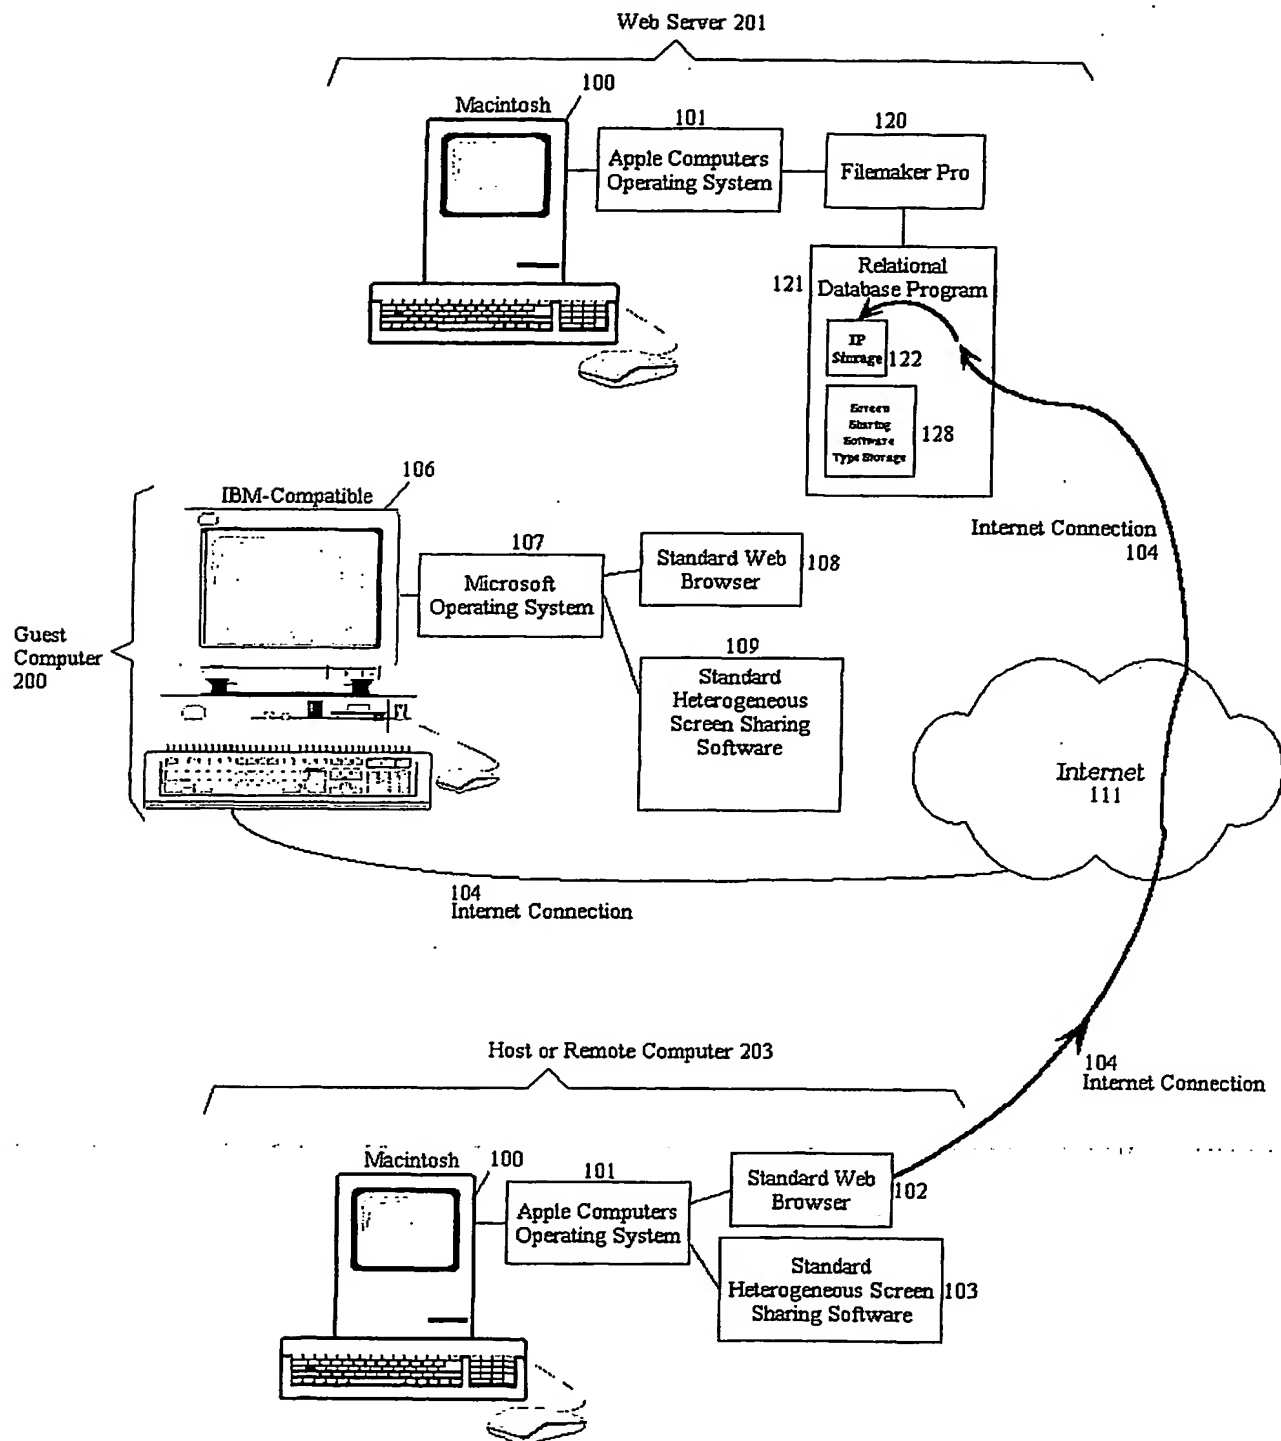 Web Server 201
100
Macintosh
101
Apple Computers
Operating System
120
Filemaker Pro
121
Relational
Database Program
IP
Storage
122
Screen
Sharing
Software
Type Storage
128
Internet Connection
104
106
IBM-Compatible
107
Microsoft
Operating System
Standard Web
Browser
108
109
Standard
Heterogeneous
Screen Sharing
Software
Guest
Computer
200
Internet
111
104
Internet Connection
Host or Remote Computer 203
104
Internet Connection
Macintosh
100
101
Apple Computers
Operating System
Standard Web
Browser
102
Standard
Heterogeneous Screen
Sharing Software
103